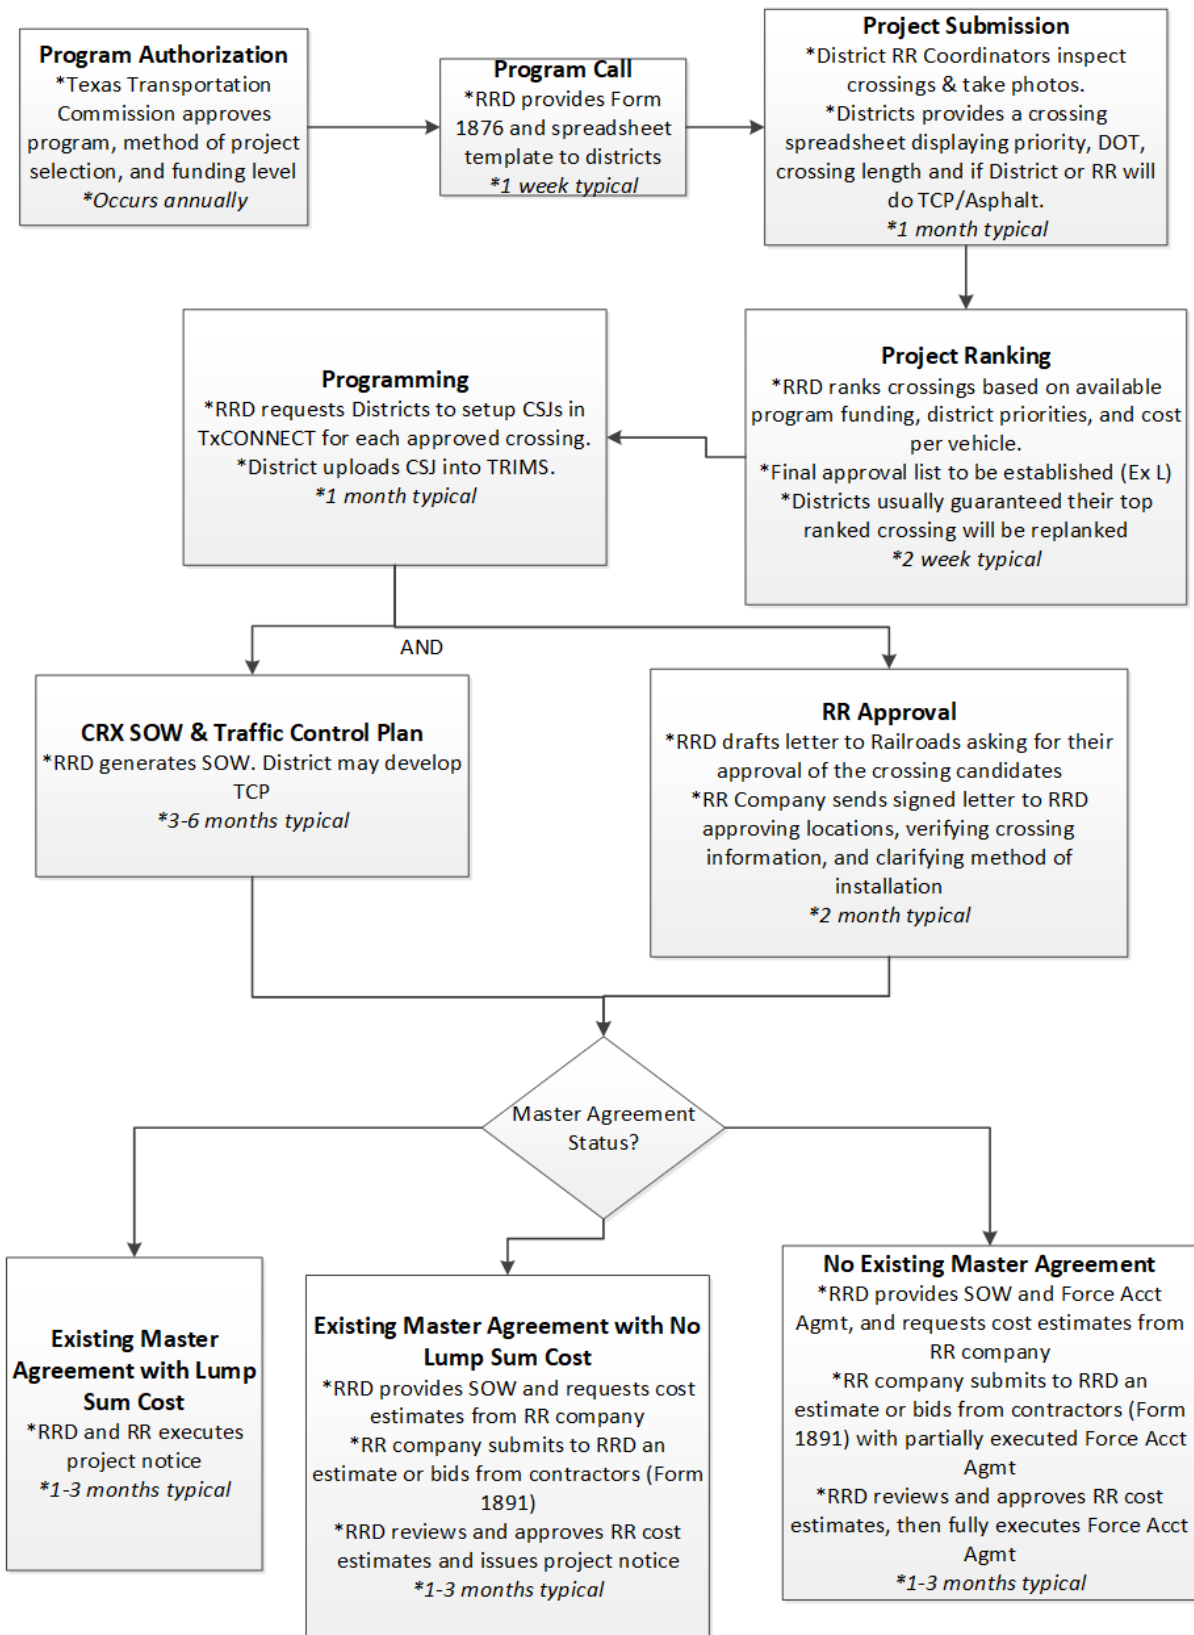 Program Authorization
*Texas Transportation
Commission approves
program, method of project
selection, and funding level
*Occurs annually
Program Call
*RRD provides Form
1876 and spreadsheet
template to districts
*1 week typical
Project Submission
*District RR Coordinators inspect
crossings & take photos.
*Districts provides a crossing
spreadsheet displaying priority, DOT,
crossing length and if District or RR will
do TCP/Asphalt.
*1 month typical
Project Ranking
*RRD ranks crossings based on available
program funding, district priorities, and cost
per vehicle.
*Final approval list to be established (Ex L)
*Districts usually guaranteed their top
ranked crossing will be replanked
*2 week typical
Programming
*RRD requests Districts to setup CSJs in
TxCONNECT for each approved crossing.
*District uploads CSJ into TRIMS.
*1 month typical
AND
CRX SOW & Traffic Control Plan
*RRD generates SOW. District may develop
TCP
*3-6 months typical
RR Approval
*RRD drafts letter to Railroads asking for their
approval of the crossing candidates
*RR Company sends signed letter to RRD
approving locations, verifying crossing
information, and clarifying method of
installation
*2 month typical
Master Agreement
Status?
Existing Master
Agreement with Lump
Sum Cost
*RRD and RR executes
project notice
*1-3 months typical
Existing Master Agreement with No
Lump Sum Cost
*RRD provides SOW and requests cost
estimates from RR company
*RR company submits to RRD an
estimate or bids from contractors (Form
1891)
*RRD reviews and approves RR cost
estimates and issues project notice
*1-3 months typical
No Existing Master Agreement
*RRD provides SOW and Force Acct
Agmt, and requests cost estimates from
RR company
*RR company submits to RRD an
estimate or bids from contractors (Form
1891) with partially executed Force Acct
Agmt
*RRD reviews and approves RR cost
estimates, then fully executes Force Acct
Agmt
*1-3 months typical